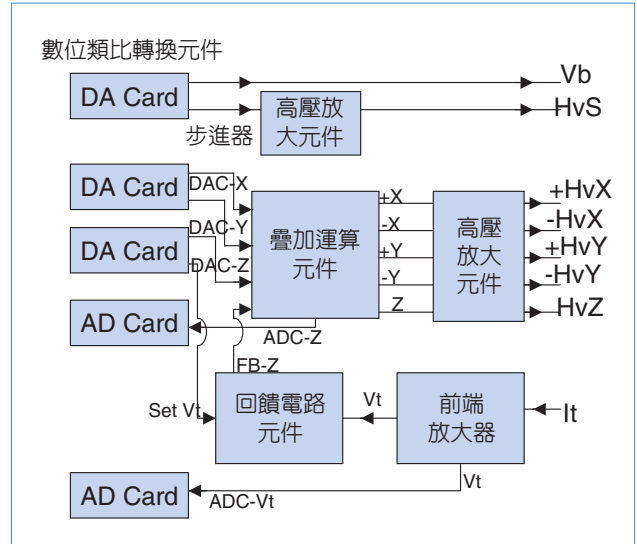 數位類比轉換元件
DA Card
Vb
步進器
高壓放
大元件
HvS
DA Card
DAC-X
DAC-Y
DA Card
DAC-Z
疊加運算
元件
+X
-X
+Y
-Y
Z
高壓
放大
元件
+HvX
-HvX
+HvY
-HvY
HvZ
AD Card
ADC-Z
FB-Z
Set Vt
回饋電路
元件
Vt
前端
放大器
It
Vt
AD Card
ADC-Vt